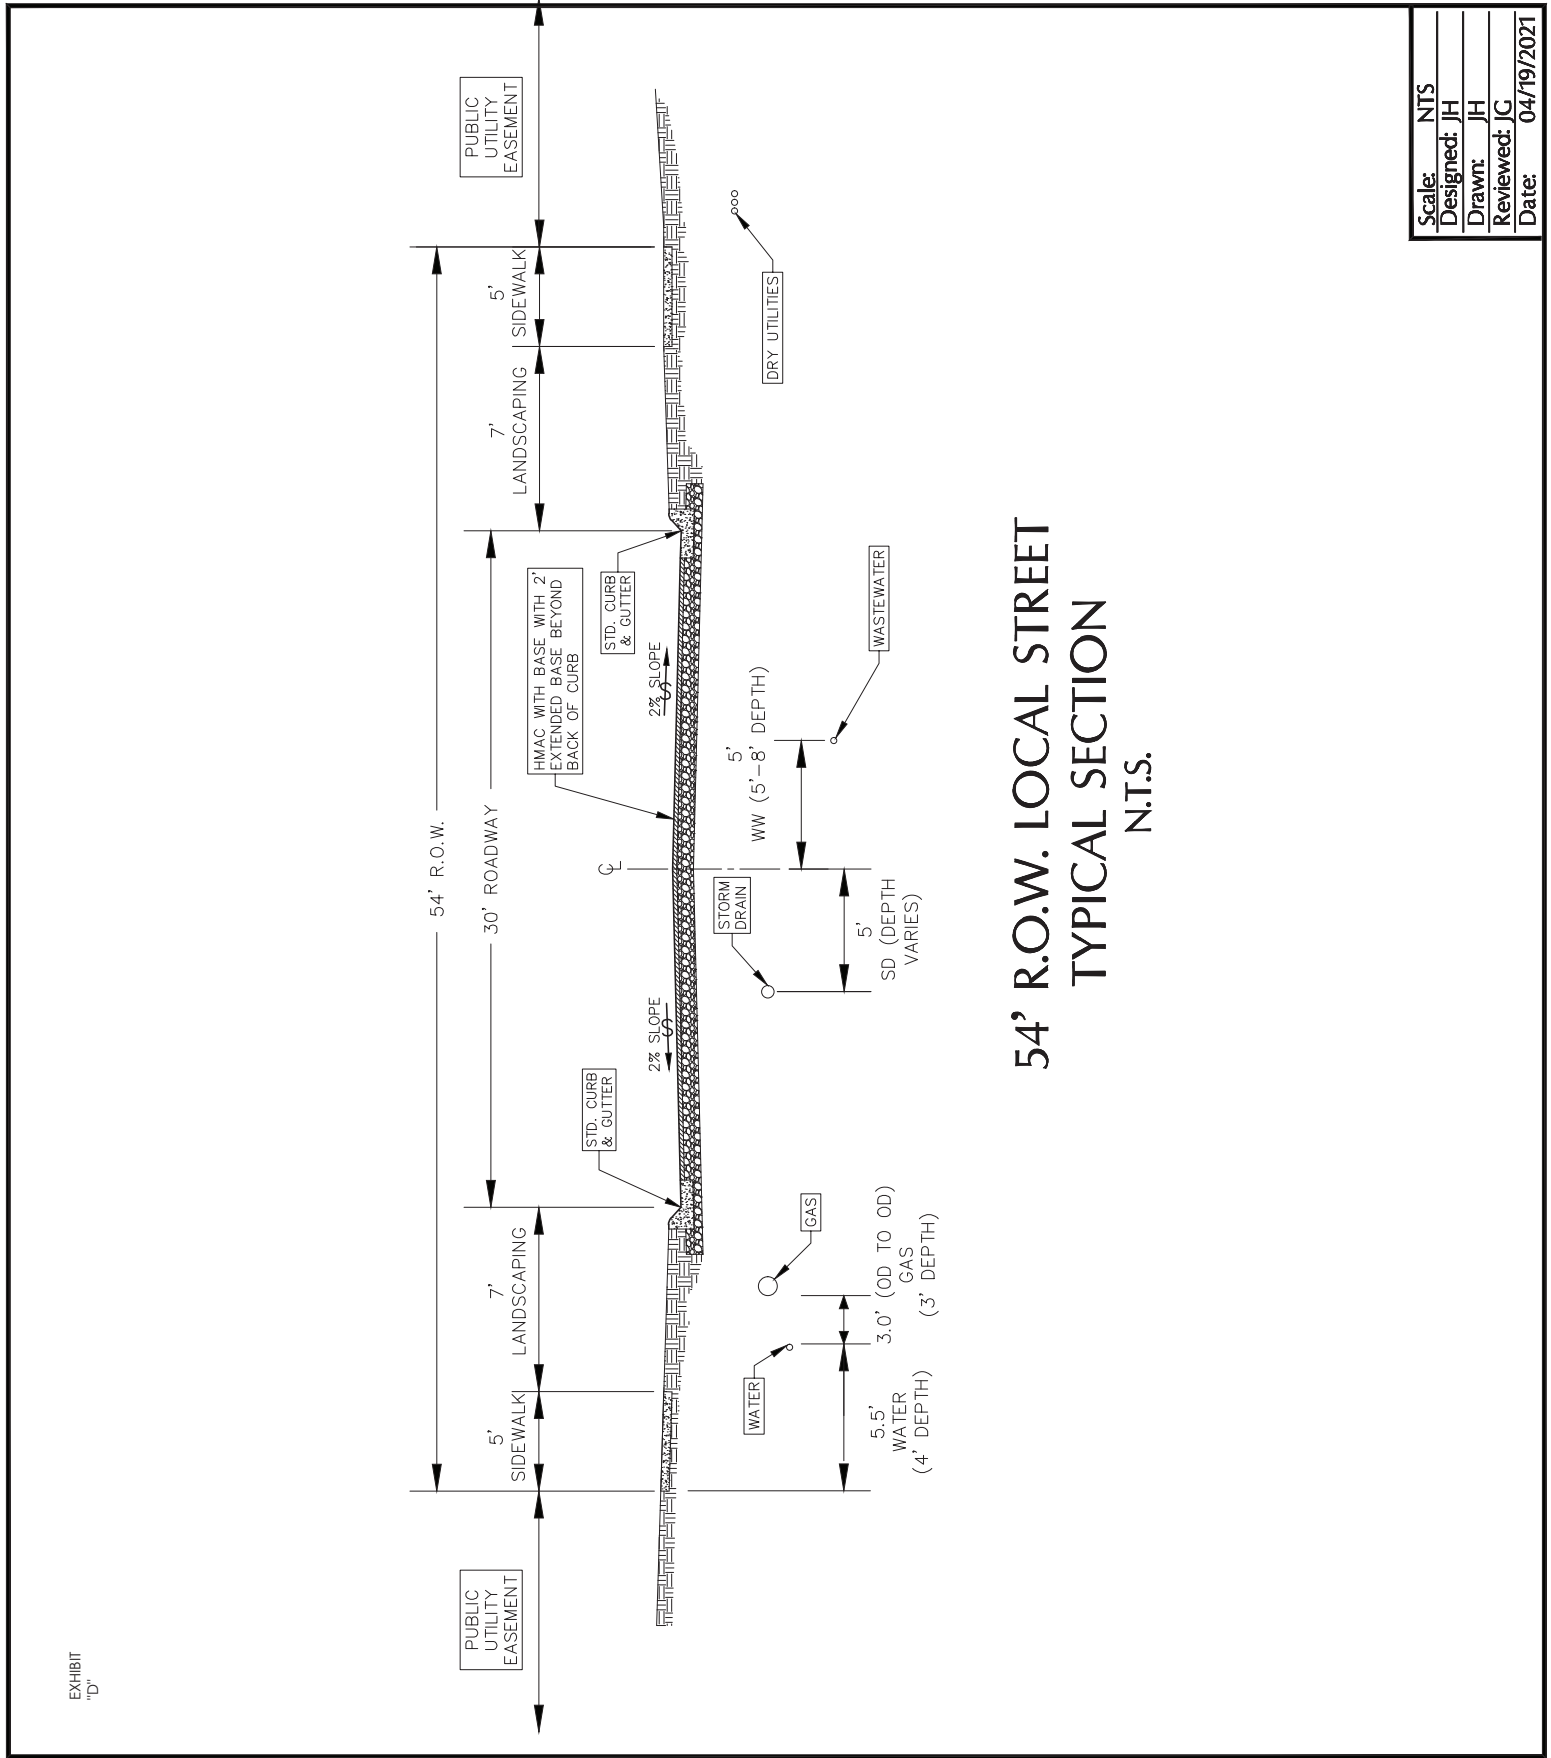 EXHIBIT
"D"
54' R.O.W.
30' ROADWAY
PUBLIC
UTILITY
EASEMENT
5'
SIDEWALK
7'
LANDSCAPING
7'
LANDSCAPING
5'
SIDEWALK
PUBLIC
UTILITY
EASEMENT
HMAC WITH BASE WITH 2'
EXTENDED BASE BEYOND
BACK OF CURB
STD. CURB
& GUTTER
STD. CURB
& GUTTER
CL
2% SLOPE
S
2% SLOPE
S
WATER
GAS
STORM
DRAIN
WASTEWATER
DRY UTILITIES
5.5'
WATER
(4' DEPTH)
3.0' (OD TO OD)
GAS
(3' DEPTH)
5'
SD (DEPTH
VARIES)
5'
WW (5'-8' DEPTH)
54' R.O.W. LOCAL STREET
TYPICAL SECTION
N.T.S.
Scale: NTS
Designed: JH
Drawn: JH
Reviewed: JG
Date: 04/19/2021